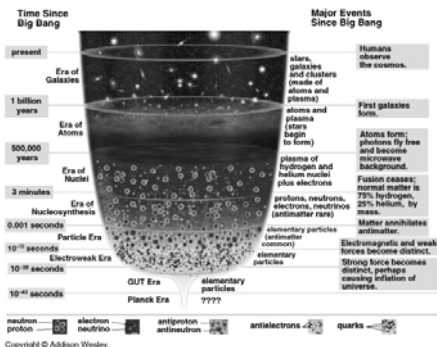 Time Since
Big Bang
Major Events
Since Big Bang
present
Era of
Galaxies
stars,
galaxies
and clusters
(made of
atoms and
plasma)
Humans
observe
the cosmos.
1 billion
years
Era of
Atoms
atoms and
plasma
(stars
begin
to form)
First galaxies
form.
500,000
years
Era of
Nuclei
plasma of
hydrogen and
helium nuclei
plus electrons
Atoms form;
photons fly free
and become
microwave
background.
3 minutes
Era of
Nucleosynthesis
protons, neutrons,
electrons, neutrinos
(antimatter rare)
Fusion ceases;
normal matter is
75% hydrogen,
25% helium, by
mass.
0.001 seconds
Particle Era
elementary particles
(antimatter
common)
Matter annihilates
antimatter.
seconds
Electroweak Era
elementary
particles
Electromagnetic and weak
forces become distinct.
seconds
GUT Era
elementary
particles
Strong force becomes
distinct, perhaps
causing inflation of
universe.
seconds
Planck Era
????
neutron
proton
electron
neutrino
antiproton
antineutron
antielectrons
quarks
Copyright © Addison Wesley.